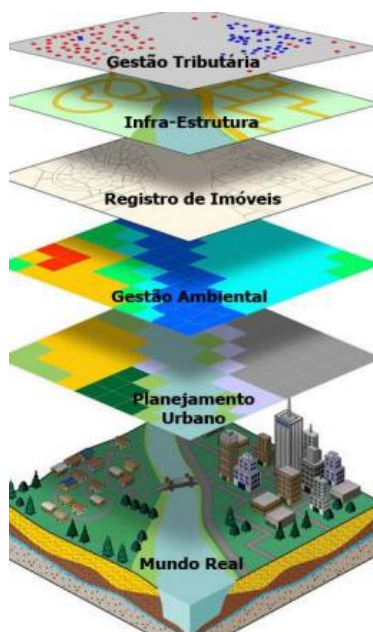 Gestão Tributária
Infra-Estrutura
Registro de Imóveis
Gestão Ambiental
Planejamento
Urbano
Mundo Real